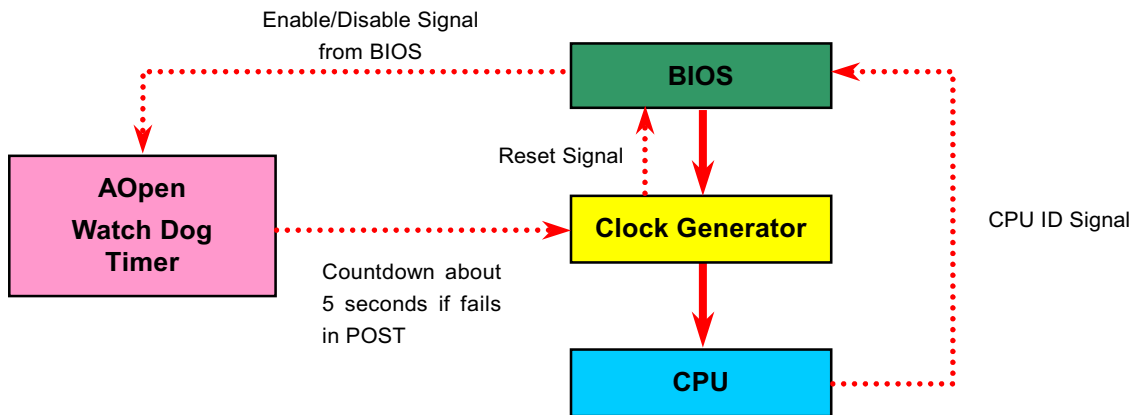 Enable/Disable Signal
from BIOS
BIOS
Reset Signal
AOpen
Watch Dog
Timer
Clock Generator
CPU ID Signal
Countdown about
5 seconds if fails
in POST
CPU